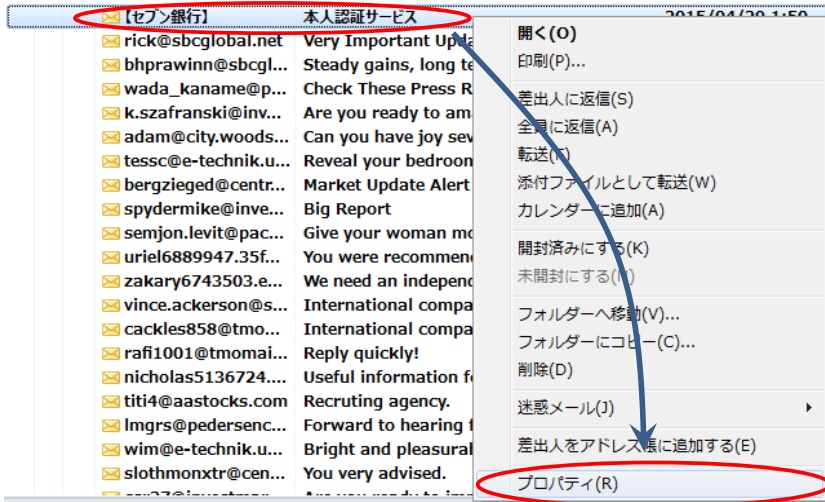 【セブン銀行】 本人認証サービス
rick@sbcglobal.net Very Important Upda
bhprawinn@sbcgl... Steady gains, long te
wada_kaname@p... Check These Press R
k.szafranski@inv... Are you ready to am
adam@city.woods... Can you have joy sev
tessc@e-technik.u... Reveal your bedroon
bergzieged@centr... Market Update Alert
spydermike@inve... Big Report
semjon.levit@pac... Give your woman mo
uriel6889947.35f... You were recommend
zakary6743503.e... We need an independ
vince.ackerson@s... International compa
cackles858@tmo... International compa
rafi1001@tmomai... Reply quickly!
nicholas5136724.... Useful information f
titi4@aastocks.com Recruting agency.
lmgrs@pedersenc... Forward to hearing f
wim@e-technik.u... Bright and pleasural
slothmonxtr@cen... You very advised.
開く(O)
印刷(P)...
差出人に返信(S)
全員に返信(A)
転送(F)
添付ファイルとして転送(W)
カレンダーに追加(A)
開封済みにする(K)
未開封にする(N)
フォルダーへ移動(V)...
フォルダーにコピー(C)...
削除(D)
迷惑メール(J)
差出人をアドレス帳に追加する(E)
プロパティ(R)